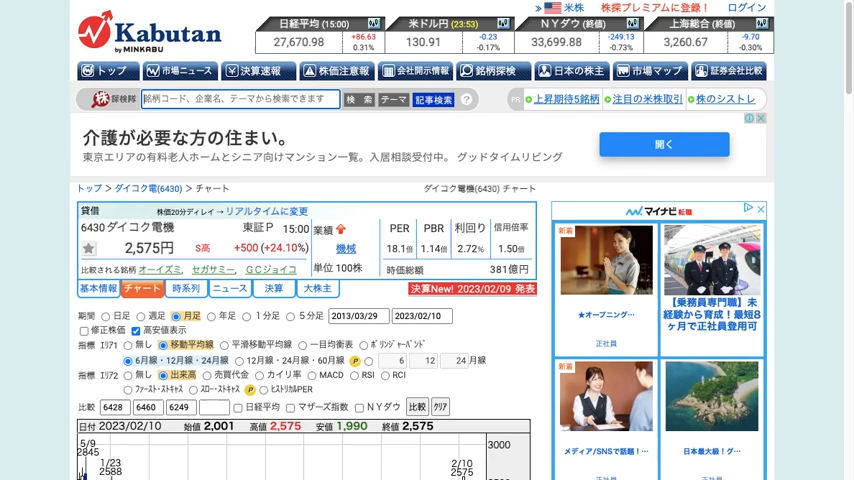 米株
株探プレミアムに登録！
ログイン
Kabutan
by MINKABU
日経平均 (15:00)
27,670.98
+86.63
0.31%
米ドル円 (23:53)
130.91
-0.23
-0.17%
ＮＹダウ (終値)
33,699.88
-249.13
-0.73%
上海総合 (終値)
3,260.67
-9.70
-0.30%
トップ
市場ニュース
決算速報
株価注意報
会社開示情報
銘柄探検
日本の株主
市場マップ
証券会社比較
株探検隊
銘柄コード、企業名、テーマから検索できます
検 索
テーマ
記事検索
?
PR
上昇期待5銘柄
注目の米株取引
株のシストレ
介護が必要な方の住まい。
東京エリアの有料老人ホームとシニア向けマンション一覧。入居相談受付中。 グッドタイムリビング
開く
トップ > ダイコク電(6430) > チャート
ダイコク電機(6430) チャート
貸借
株価20分ディレイ → リアルタイムに変更
6430 ダイコク電機
東証Ｐ 15:00
2,575円
S高
+500 (+24.10%)
比較される銘柄 オーイズミ, セガサミー, ＧＣジョイコ
業績
機械
単位 100株
PER
PBR
利回り
信用倍率
18.1倍
1.14倍
2.72%
1.50倍
時価総額
381億円
基本情報
チャート
時系列
ニュース
決算
大株主
決算New! 2023/02/09 発表
期間
日足
週足
月足
年足
１分足
５分足
2013/03/29
2023/02/10
修正株価
高安値表示
指標 ｴﾘｱ1
無し
移動平均線
平滑移動平均線
一目均衡表
ﾎﾞﾘﾝｼﾞｬｰﾊﾞﾝﾄﾞ
6月線・12月線・24月線
12月線・24月線・60月線
P
6
12
24
月線
指標 ｴﾘｱ2
無し
出来高
売買代金
カイリ率
MACD
RSI
RCI
ﾌｧｰｽﾄ･ｽﾄｷｬｽ
ｽﾛｰ･ｽﾄｷｬｽ
P
ﾋｽﾄﾘｶﾙPER
比較
6428
6460
6249
日経平均
マザーズ指数
ＮＹダウ
比較
ｸﾘｱ
日付 2023/02/10
始値 2,001
高値 2,575
安値 1,990
終値 2,575
5/9
2845
1/23
2588
2/10
2575
3000
マイナビ転職
新着
★オープニング…
正社員
【乗務員専門職】未経験から育成！最短8ヶ月で正社員登用可
新着
メディア/SNSで話題！…
正社員
日本最大級！グ…
正社員